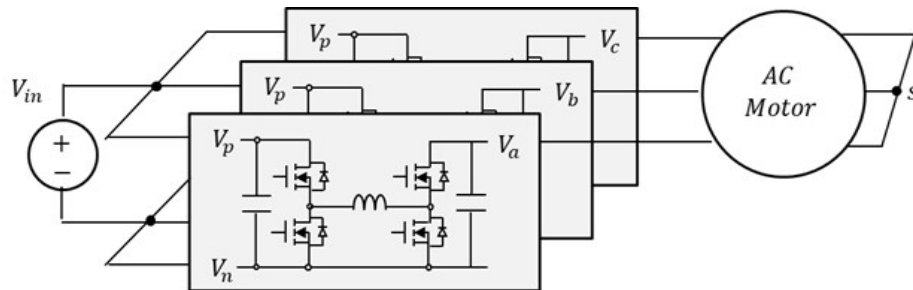 V_p V_c
V_in V_p V_b AC
Motor s
+ V_p V_a
−
V_n